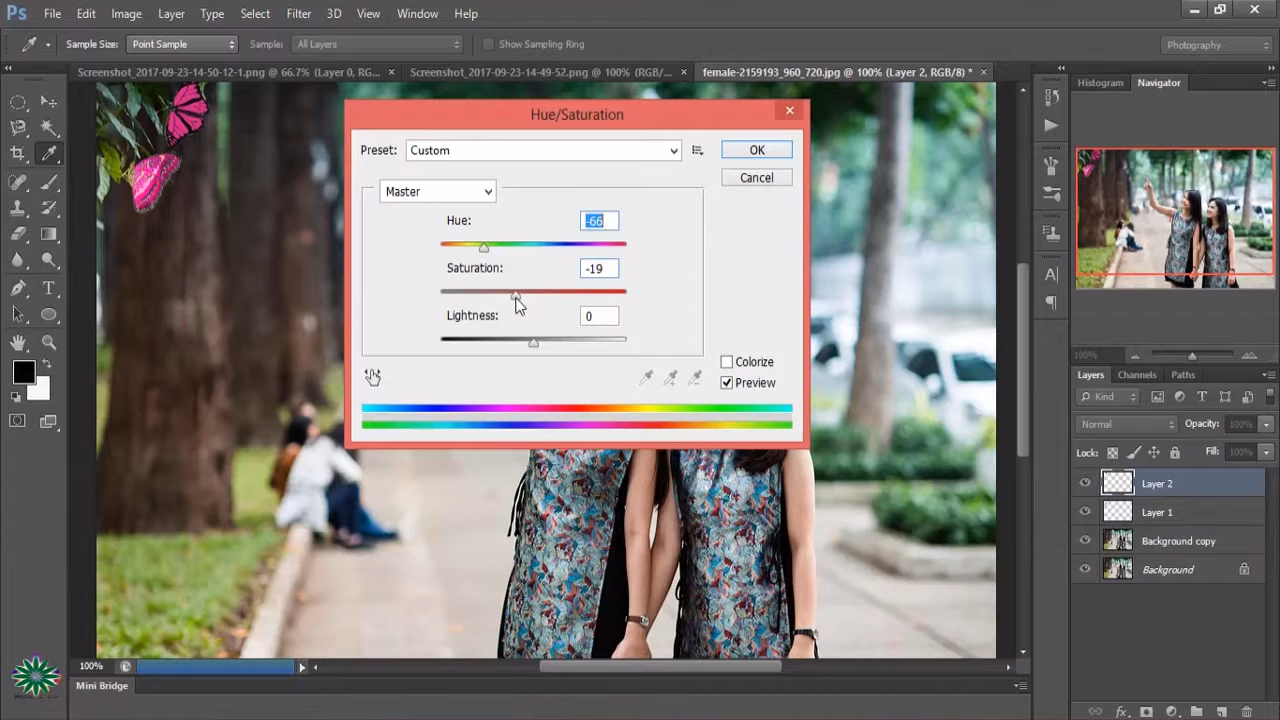 Ps File Edit Image Layer Type Select Filter 3D View Window Help
Sample Size: Point Sample Sample: All Layers Show Sampling Ring Photography
Screenshot_2017-09-23-14-50-12-1.png @ 66.7% (Layer 0, RG... × Screenshot_2017-09-23-14-49-52.png @ 100% (RGB/... × female-2159193_960_720.jpg @ 100% (Layer 2, RGB/8) * ×
Histogram Navigator
Hue/Saturation
Preset: Custom OK
Cancel
Master
Hue: -66
Saturation: -19
Lightness: 0
Colorize
Preview
100%
Layers Channels Paths
Kind
Normal Opacity: 100%
Lock: Fill: 100%
Layer 2
Layer 1
Background copy
Background
100%
Mini Bridge